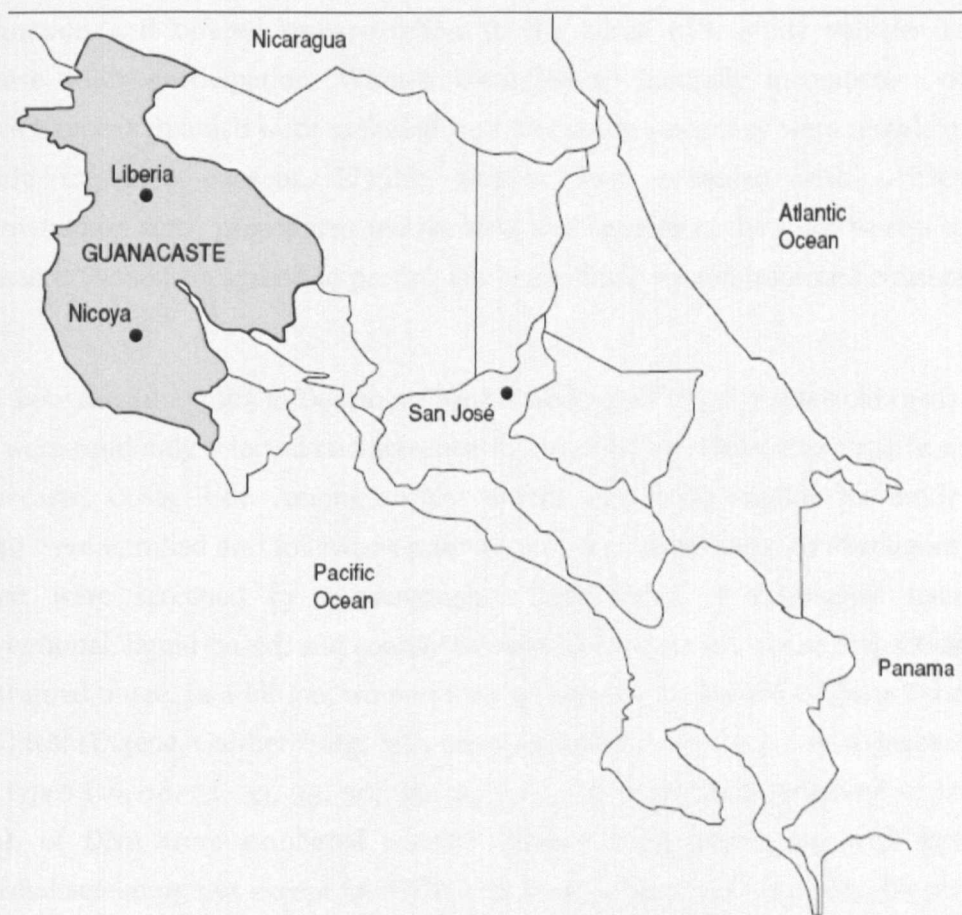 Nicaragua
Liberia
GUANACASTE
Nicoya
Atlantic
Ocean
San José
Pacific
Ocean
Panama